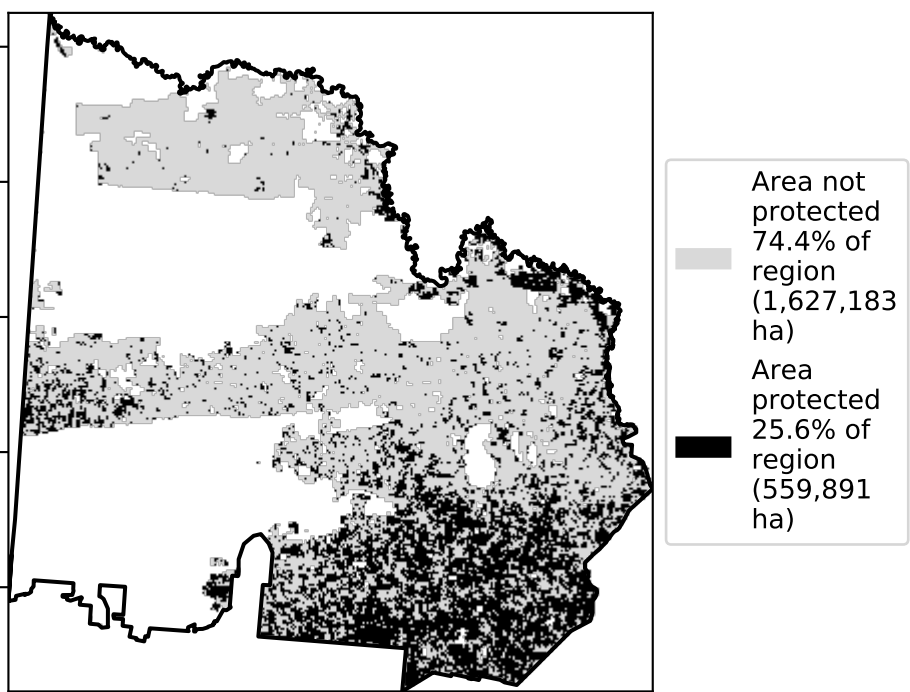 Area not
protected
74.4% of
region
(1,627,183
ha)
Area
protected
25.6% of
region
(559,891
ha)